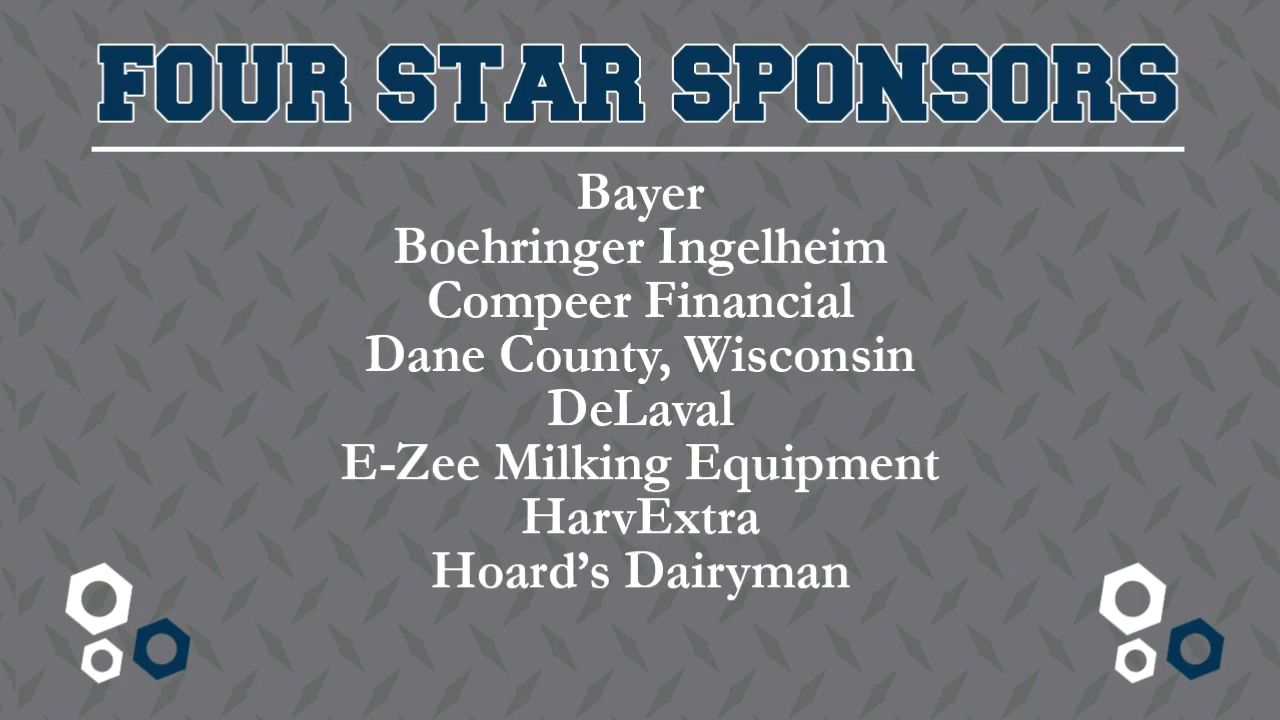 FOUR STAR SPONSORS
Bayer
Boehringer Ingelheim
Compeer Financial
Dane County, Wisconsin
DeLaval
E-Zee Milking Equipment
HarvExtra
Hoard’s Dairyman